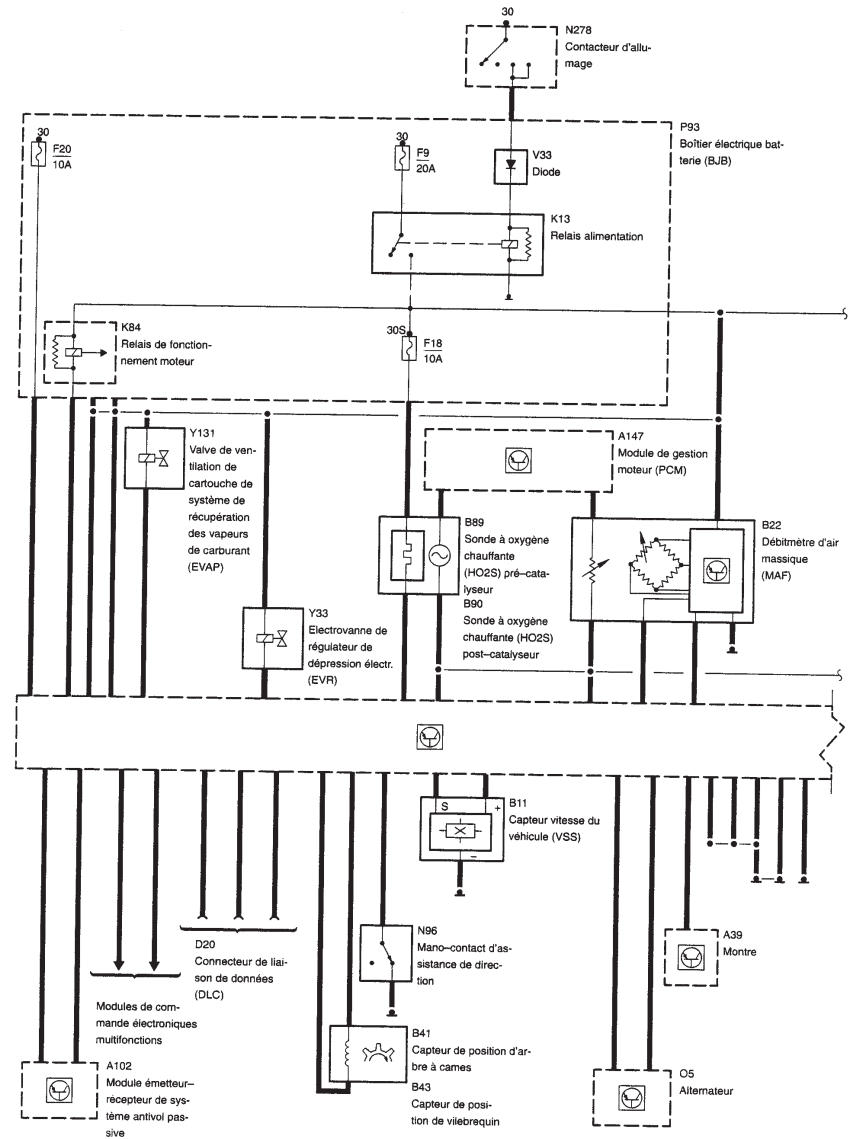 30
N278
Contacteur d'allu-
mage
P93
Boîtier électrique bat-
terie (BJB)
30
F20
10A
30
F9
20A
V33
Diode
K13
Relais alimentation
K84
Relais de fonction-
nement moteur
30S
F18
10A
Y131
Valve de ven-
tilation de
cartouche de
système de
récupération
des vapeurs
de carburant
(EVAP)
A147
Module de gestion
moteur (PCM)
B89
Sonde à oxygène
chauffante
(HO2S) pré-cata-
lyseur
B90
Sonde à oxygène
chauffante (HO2S)
post-catalyseur
B22
Débitmètre d'air
massique
(MAF)
Y33
Electrovanne de
régulateur de
dépression électr.
(EVR)
S +
−
B11
Capteur vitesse du
véhicule (VSS)
D20
Connecteur de liai-
son de données
(DLC)
N96
Mano-contact d'as-
sistance de direc-
tion
A39
Montre
Modules de com-
mande électroniques
multifonctions
B41
Capteur de position d'ar-
bre à cames
B43
Capteur de posi-
tion de vilebrequin
A102
Module émetteur-
récepteur de sys-
tème antivol pas-
sive
O5
Alternateur